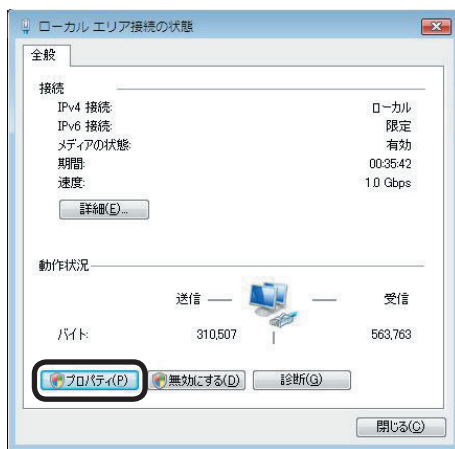 ローカル エリア接続の状態
全般
接続
IPv4 接続: ローカル
IPv6 接続: 限定
メディアの状態: 有効
期間: 00:35:42
速度: 1.0 Gbps
詳細(E)...
動作状況
送信 受信
バイト: 310,507 563,763
プロパティ(P) 無効にする(D) 診断(G)
閉じる(C)